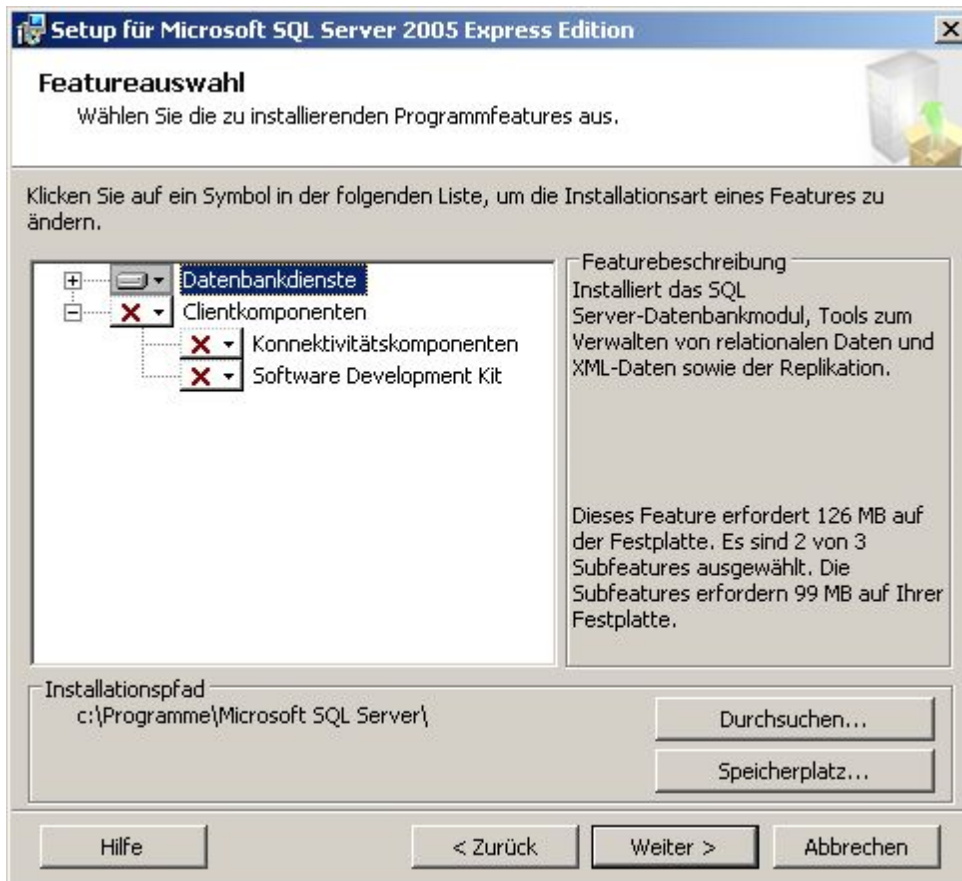 Setup für Microsoft SQL Server 2005 Express Edition
Featureauswahl
Wählen Sie die zu installierenden Programmfeatures aus.
Klicken Sie auf ein Symbol in der folgenden Liste, um die Installationsart eines Features zu
ändern.
Datenbankdienste
Clientkomponenten
Konnektivitätskomponenten
Software Development Kit
Featurebeschreibung
Installiert das SQL
Server-Datenbankmodul, Tools zum
Verwalten von relationalen Daten und
XML-Daten sowie der Replikation.
Dieses Feature erfordert 126 MB auf
der Festplatte. Es sind 2 von 3
Subfeatures ausgewählt. Die
Subfeatures erfordern 99 MB auf Ihrer
Festplatte.
Installationspfad
c:\Programme\Microsoft SQL Server\
Durchsuchen...
Speicherplatz...
Hilfe
< Zurück
Weiter >
Abbrechen